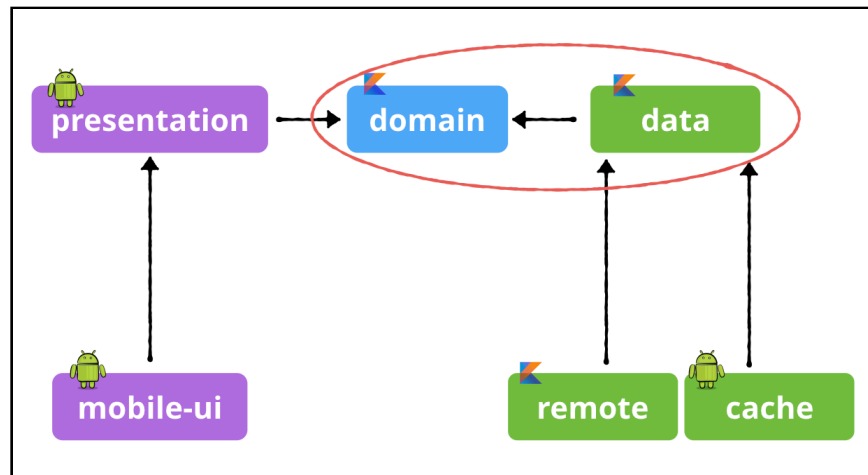 presentation
domain
data
mobile-ui
remote
cache